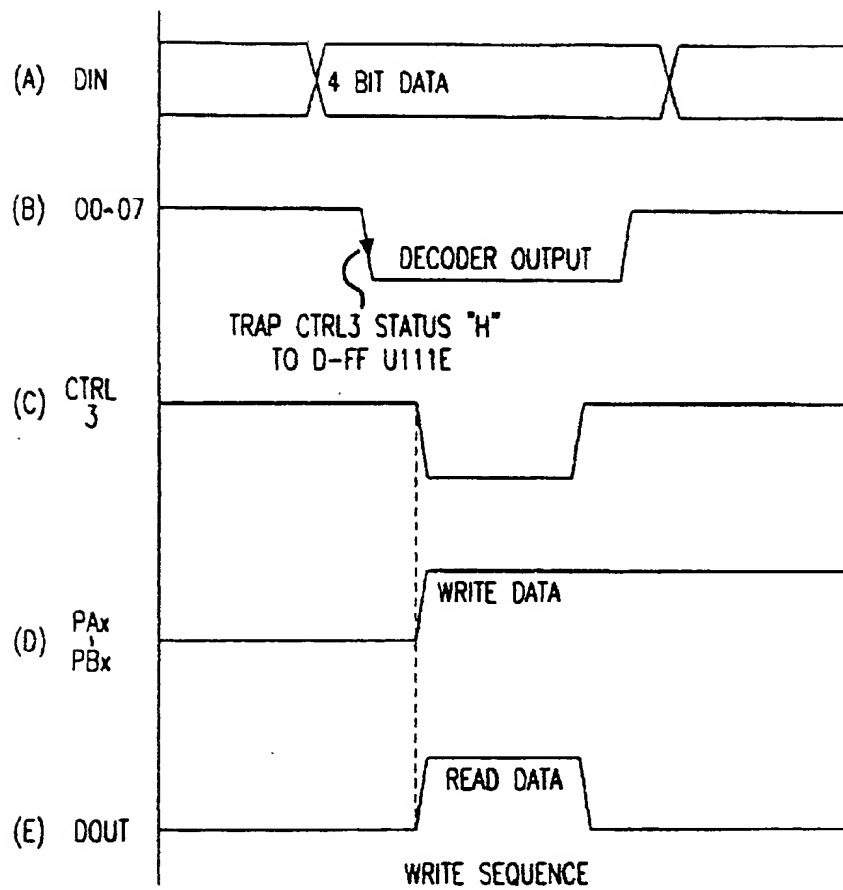 (A) DIN
4 BIT DATA
(B) 00~07
DECODER OUTPUT
TRAP CTRL3 STATUS "H"
TO D-FF U111E
(C) CTRL
3
WRITE DATA
(D) PAx
~
PBx
READ DATA
(E) DOUT
WRITE SEQUENCE